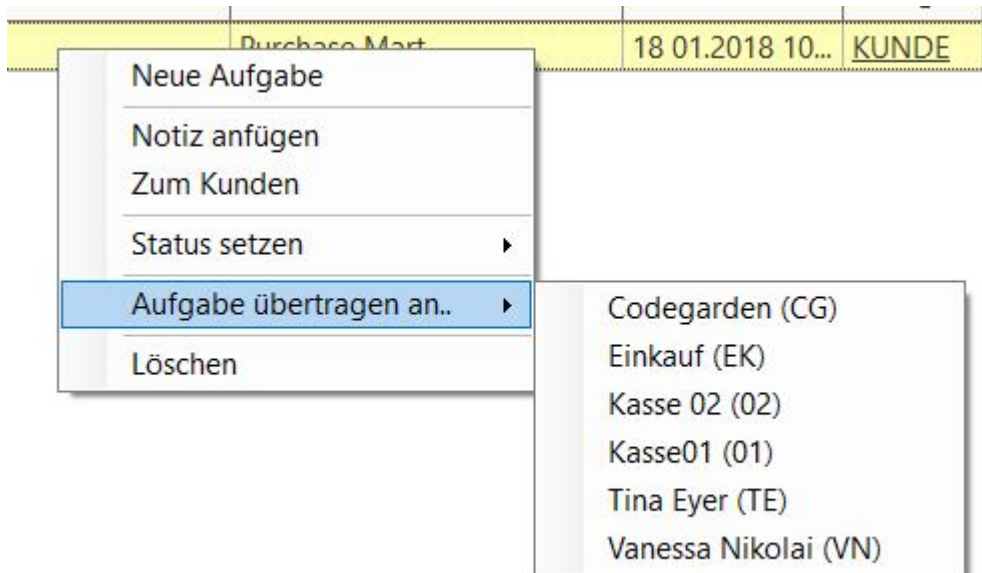 Purchase Mart 18 01.2018 10... KUNDE
Neue Aufgabe
Notiz anfügen
Zum Kunden
Status setzen
Aufgabe übertragen an..
Löschen
Codegarden (CG)
Einkauf (EK)
Kasse 02 (02)
Kasse01 (01)
Tina Eyer (TE)
Vanessa Nikolai (VN)